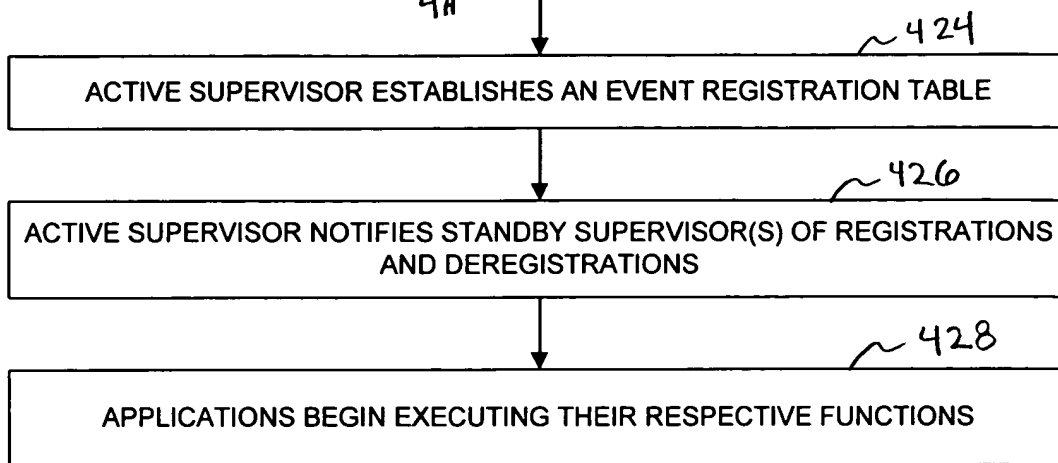 4A
424
ACTIVE SUPERVISOR ESTABLISHES AN EVENT REGISTRATION TABLE
426
ACTIVE SUPERVISOR NOTIFIES STANDBY SUPERVISOR(S) OF REGISTRATIONS
AND DEREGISTRATIONS
428
APPLICATIONS BEGIN EXECUTING THEIR RESPECTIVE FUNCTIONS